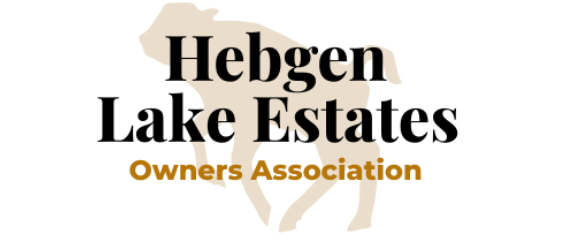 Hebgen
Lake Estates
Owners Association